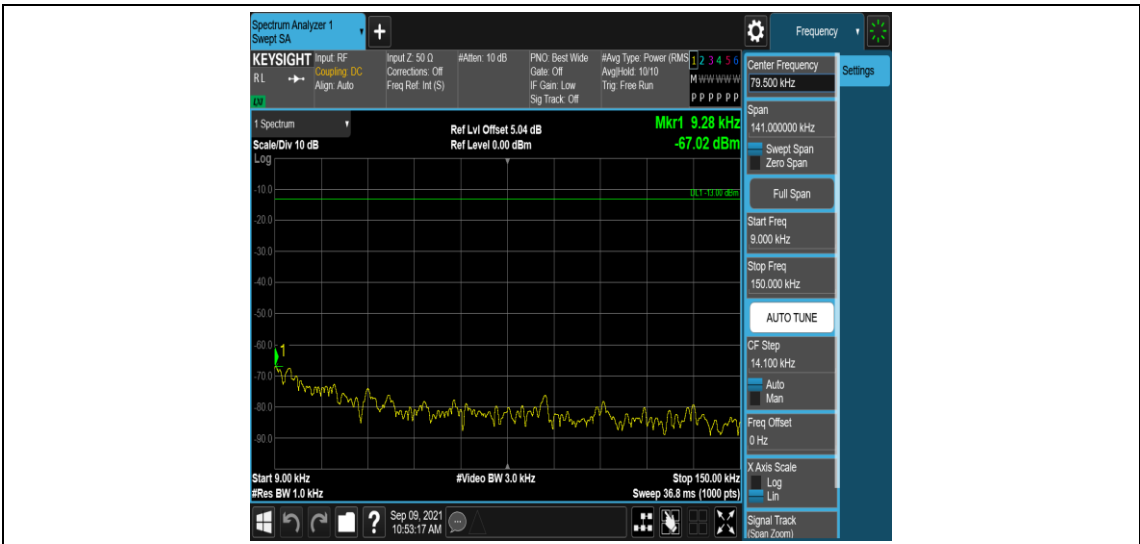 Spectrum Analyzer 1
Swept SA
+
Frequency
KEYSIGHT
RL
LXI
Input: RF
Coupling: DC
Align: Auto
Input Z: 50 Ω
Corrections: Off
Freq Ref: Int (S)
#Atten: 10 dB
PNO: Best Wide
Gate: Off
IF Gain: Low
Sig Track: Off
#Avg Type: Power (RMS
Avg|Hold: 10/10
Trig: Free Run
1 2 3 4 5 6
M W W W W W
P P P P P P
1 Spectrum
Scale/Div 10 dB
Ref Lvl Offset 5.04 dB
Ref Level 0.00 dBm
Mkr1 9.28 kHz
-67.02 dBm
Log
DL1 -13.00 dBm
-10.0
-20.0
-30.0
-40.0
-50.0
-60.0
1
-70.0
-80.0
-90.0
Start 9.00 kHz
#Res BW 1.0 kHz
#Video BW 3.0 kHz
Stop 150.00 kHz
Sweep 36.8 ms (1000 pts)
Center Frequency
79.500 kHz
Settings
Span
141.000000 kHz
Swept Span
Zero Span
Full Span
Start Freq
9.000 kHz
Stop Freq
150.000 kHz
AUTO TUNE
CF Step
14.100 kHz
Auto
Man
Freq Offset
0 Hz
X Axis Scale
Log
Lin
Signal Track
(Span Zoom)
?
Sep 09, 2021
10:53:17 AM